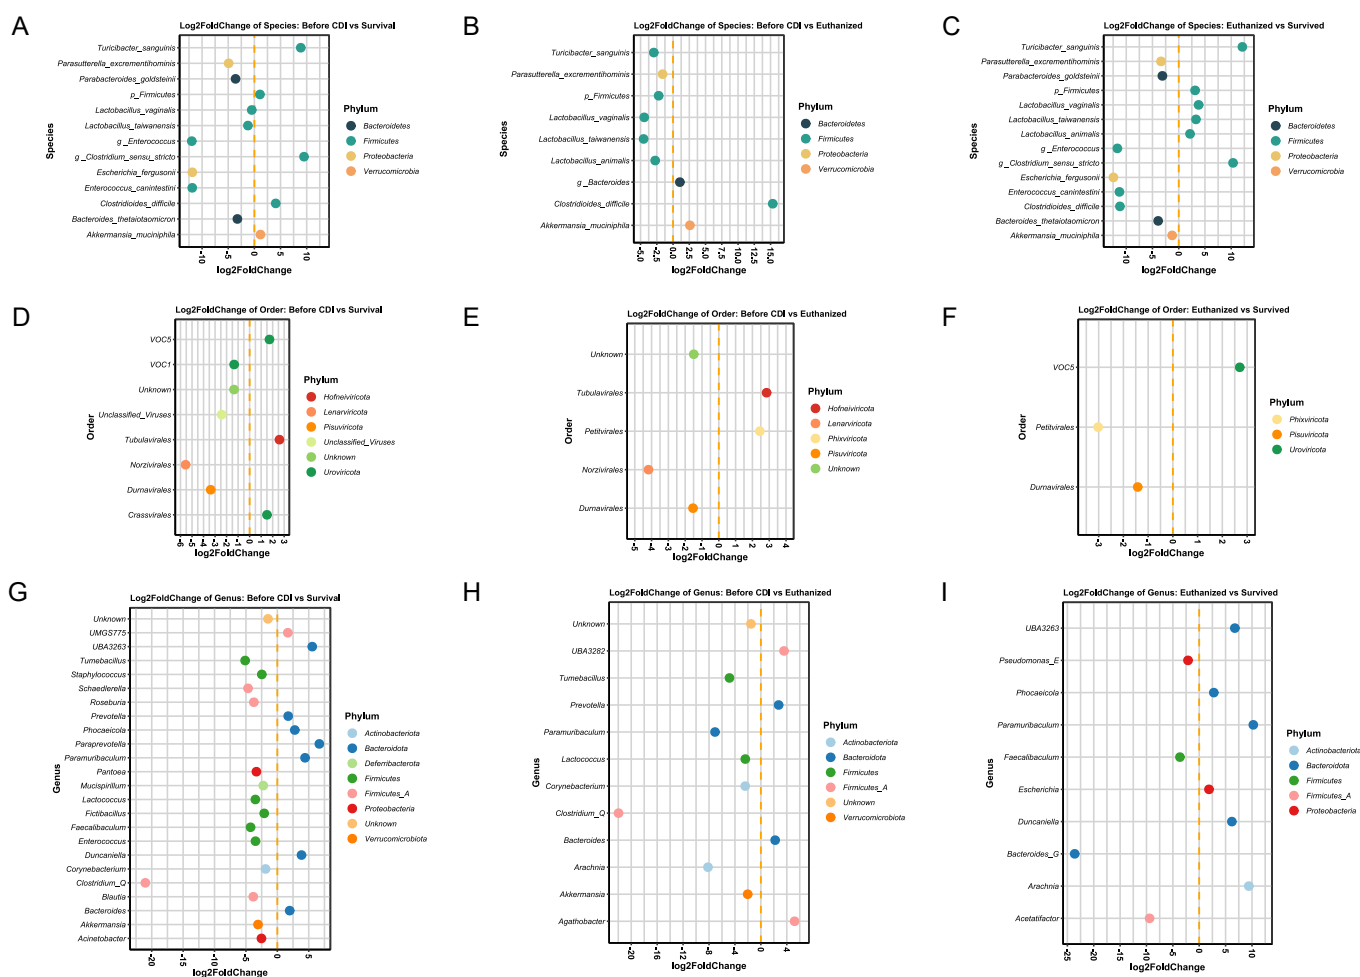 A
Log2FoldChange of Species: Before CDI vs Survival
Species
Turicibacter_sanguinis
Parasutterella_excrementihominis
Parabacteroides_goldsteinii
p_Firmicutes
Lactobacillus_vaginalis
Lactobacillus_taiwanensis
g_Enterococcus
g_Clostridium_sensu_stricto
Escherichia_fergusonii
Enterococcus_canintestini
Clostridioides_difficile
Bacteroides_thetaiotaomicron
Akkermansia_muciniphila
-10 -5 0 5 10
log2FoldChange
Phylum
Bacteroidetes
Firmicutes
Proteobacteria
Verrucomicrobia
B
Log2FoldChange of Species: Before CDI vs Euthanized
Species
Turicibacter_sanguinis
Parasutterella_excrementihominis
p_Firmicutes
Lactobacillus_vaginalis
Lactobacillus_taiwanensis
Lactobacillus_animalis
g_Bacteroides
Clostridioides_difficile
Akkermansia_muciniphila
-5.0 -2.5 0.0 2.5 5.0 7.5 10.0 12.5 15.0
log2FoldChange
Phylum
Bacteroidetes
Firmicutes
Proteobacteria
Verrucomicrobia
C
Log2FoldChange of Species: Euthanized vs Survived
Species
Turicibacter_sanguinis
Parasutterella_excrementihominis
Parabacteroides_goldsteinii
p_Firmicutes
Lactobacillus_vaginalis
Lactobacillus_taiwanensis
Lactobacillus_animalis
g_Enterococcus
g_Clostridium_sensu_stricto
Escherichia_fergusonii
Enterococcus_canintestini
Clostridioides_difficile
Bacteroides_thetaiotaomicron
Akkermansia_muciniphila
-10 -5 0 5 10
log2FoldChange
Phylum
Bacteroidetes
Firmicutes
Proteobacteria
Verrucomicrobia
D
Log2FoldChange of Order: Before CDI vs Survival
Order
VOC5
VOC1
Unknown
Unclassified_Viruses
Tubulavirales
Norzivirales
Durnavirales
Crassvirales
-6 -5 -4 -3 -2 -1 0 1 2 3
log2FoldChange
Phylum
Hofneiviricota
Lenarviricota
Pisuviricota
Unclassified_Viruses
Unknown
Uroviricota
E
Log2FoldChange of Order: Before CDI vs Euthanized
Order
Unknown
Tubulavirales
Petitvirales
Norzivirales
Durnavirales
-5 -4 -3 -2 -1 0 1 2 3 4
log2FoldChange
Phylum
Hofneiviricota
Lenarviricota
Phixviricota
Pisuviricota
Unknown
F
Log2FoldChange of Order: Euthanized vs Survived
Order
VOC5
Petitvirales
Durnavirales
-3 -2 -1 0 1 2 3
log2FoldChange
Phylum
Phixviricota
Pisuviricota
Uroviricota
G
Log2FoldChange of Genus: Before CDI vs Survival
Genus
Unknown
UMGS775
UBA3263
Tumebacillus
Staphylococcus
Schaedlerella
Roseburia
Prevotella
Phocaeicola
Paraprevotella
Paramuribaculum
Pantoea
Mucispirillum
Lactococcus
Fictibacillus
Faecalibaculum
Enterococcus
Duncaniella
Corynebacterium
Clostridium_Q
Blautia
Bacteroides
Akkermansia
Acinetobacter
-20 -15 -10 -5 0 5
log2FoldChange
Phylum
Actinobacteriota
Bacteroidota
Deferribacterota
Firmicutes
Firmicutes_A
Proteobacteria
Unknown
Verrucomicrobiota
H
Log2FoldChange of Genus: Before CDI vs Euthanized
Genus
Unknown
UBA3282
Tumebacillus
Prevotella
Paramuribaculum
Lactococcus
Corynebacterium
Clostridium_Q
Bacteroides
Arachnia
Akkermansia
Agathobacter
-20 -16 -12 -8 -4 0 4
log2FoldChange
Phylum
Actinobacteriota
Bacteroidota
Firmicutes
Firmicutes_A
Unknown
Verrucomicrobiota
I
Log2FoldChange of Genus: Euthanized vs Survived
Genus
UBA3263
Pseudomonas_E
Phocaeicola
Paramuribaculum
Faecalibaculum
Escherichia
Duncaniella
Bacteroides_G
Arachnia
Acetatifactor
-25 -20 -15 -10 -5 0 5 10
log2FoldChange
Phylum
Actinobacteriota
Bacteroidota
Firmicutes
Firmicutes_A
Proteobacteria